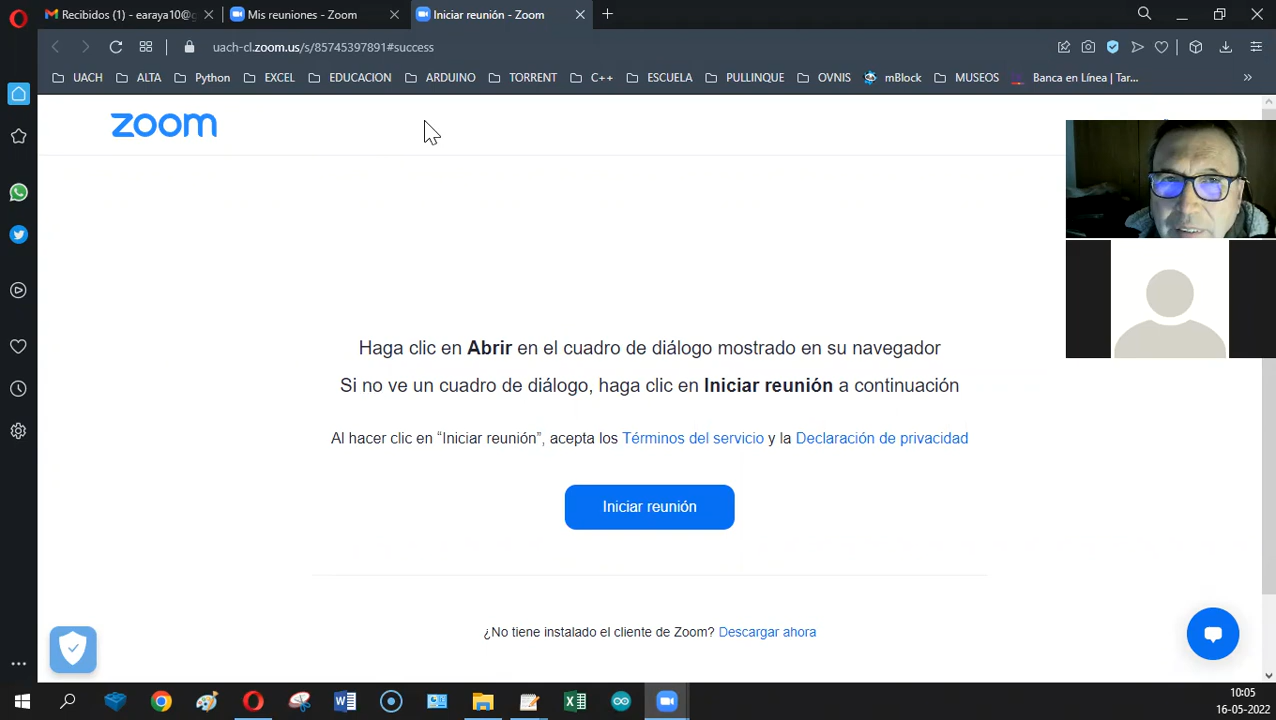 Recibidos (1) - earaya10@g
Mis reuniones - Zoom
Iniciar reunión - Zoom
uach-cl.zoom.us/s/85745397891#success
UACH
ALTA
Python
EXCEL
EDUCACION
ARDUINO
TORRENT
C++
ESCUELA
PULLINQUE
OVNIS
mBlock
MUSEOS
Banca en Línea | Tar...
zoom
Haga clic en Abrir en el cuadro de diálogo mostrado en su navegador
Si no ve un cuadro de diálogo, haga clic en Iniciar reunión a continuación
Al hacer clic en “Iniciar reunión”, acepta los Términos del servicio y la Declaración de privacidad
Iniciar reunión
¿No tiene instalado el cliente de Zoom? Descargar ahora
10:05
16-05-2022